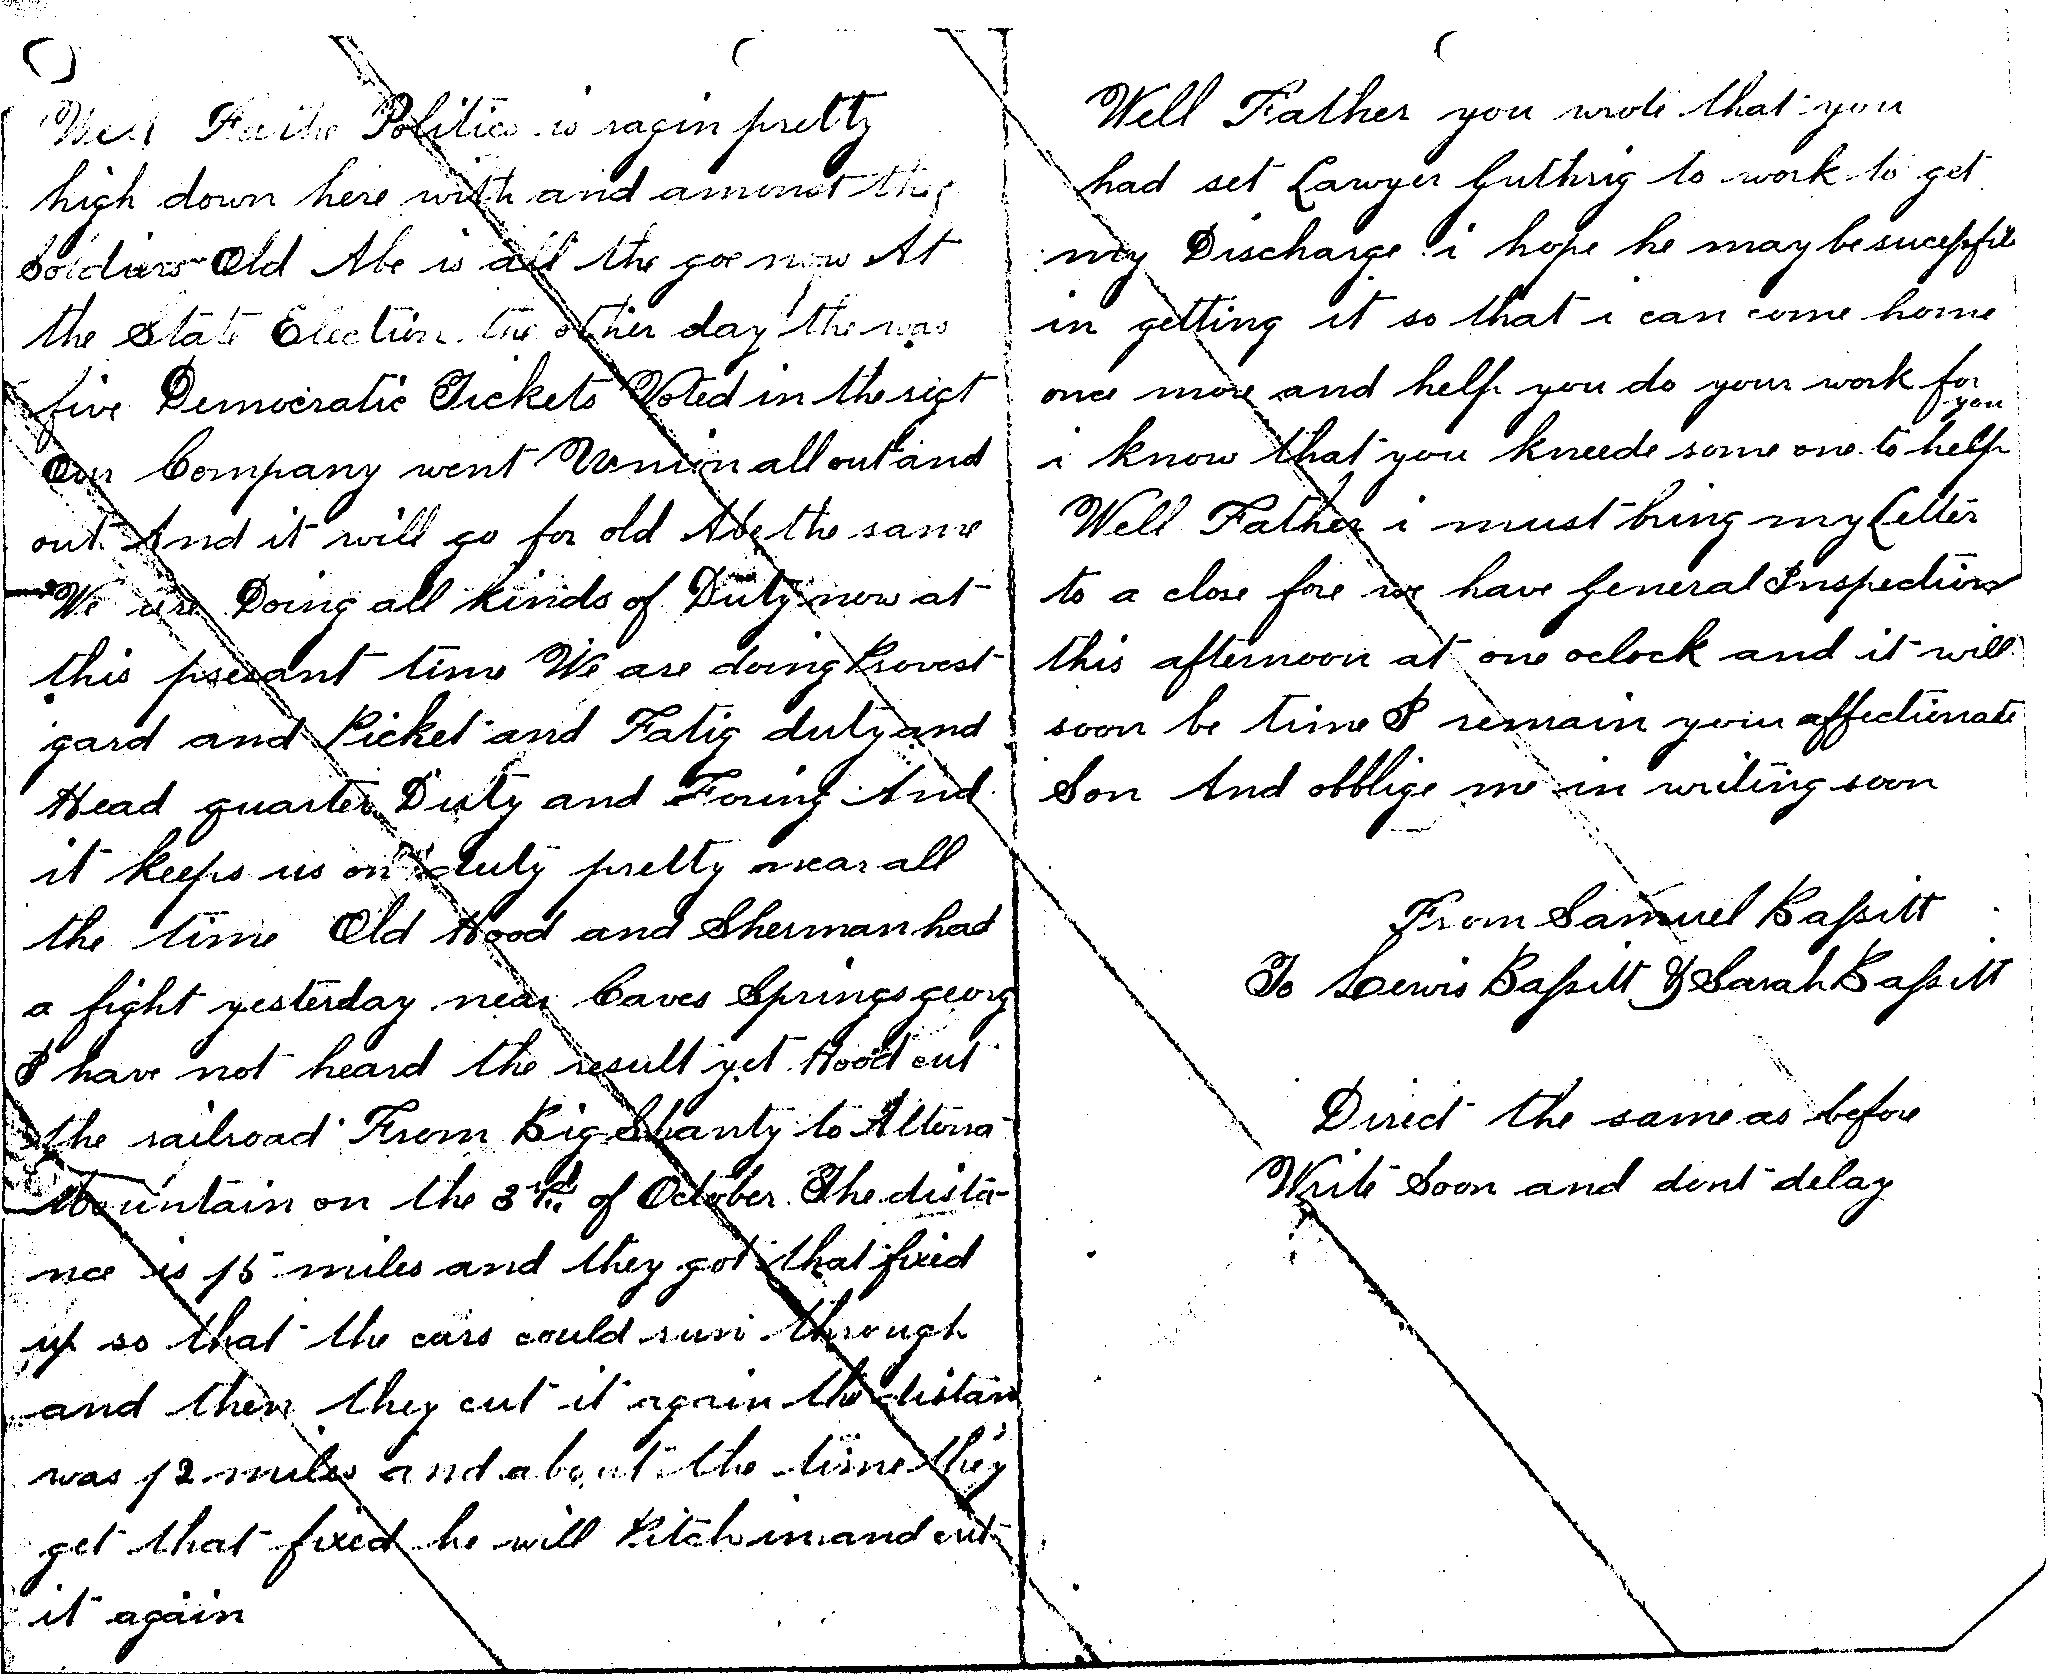 Well Fathe Politics is ragin pretty
high down here with and amonst the
Soldiers Old Abe is all the goe now At
the State Election the other day the was
five Democratic Tickets Voted in the rigt
Our Company went Union all out and
out And it will go for old Abe the same
We are Doing all kinds of Duty now at
this presant time We are doing Provest
gard and Picket and Fatig duty and
Head quarter Duty and Foring And
it keeps us on duty pretty near all
the time Old Hood and Sherman had
a fight yesterday near Caves Springs georg
I have not heard the result yet Hood cut
the railroad From Big Shanty to Altona
Mountain on the 3rd of October The dista-
nce is 15 miles and they got that fixed
up so that the cars could run through
and then they cut it again the distan
was 12 miles and about the time they
get that fixed he will Pitch in and cut
it again
Well Father you wrote that you
had set Lawyer Guthrig to work to get
my Discharge i hope he may be sucessful
in getting it so that i can come home
once more and help you do your work for
you
i know that you kneede some one to help
Well Father i must bring my Letter
to a close fore we have General Inspection
this afternoon at one oclock and it will
soon be time I remain your affectionate
Son And obblige me in writing soon
From Samuel Bassitt
To Lewis Bassitt & Sarah Bassitt
Direct the same as before
Write Soon and dont delay